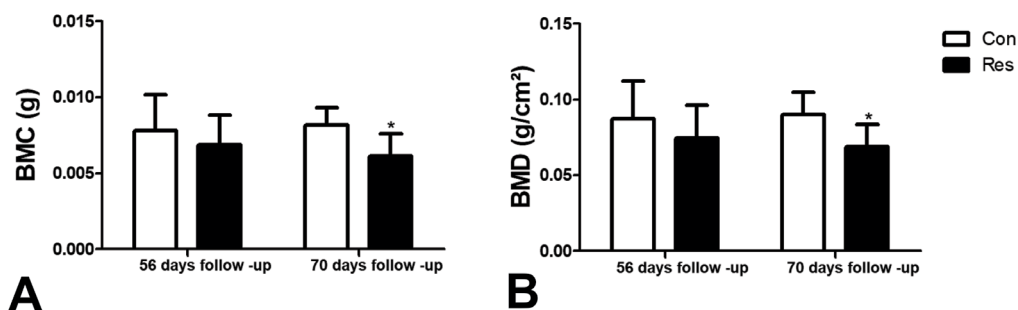 0.015
0.010
0.005
0.000
BMC (g)
*
56 days follow -up
70 days follow -up
A
0.15
0.10
0.05
0.00
BMD (g/cm²)
*
56 days follow -up
70 days follow -up
B
Con
Res